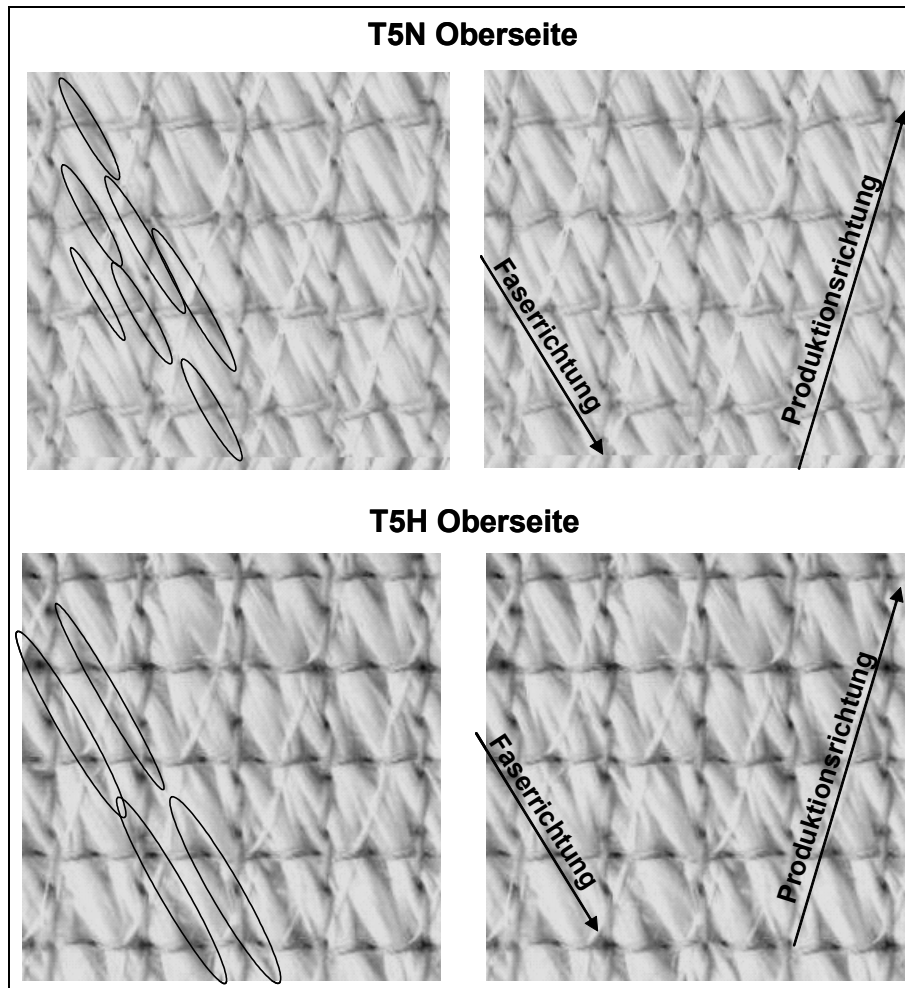 T5N Oberseite
Faserrichtung
Produktionsrichtung
T5H Oberseite
Faserrichtung
Produktionsrichtung